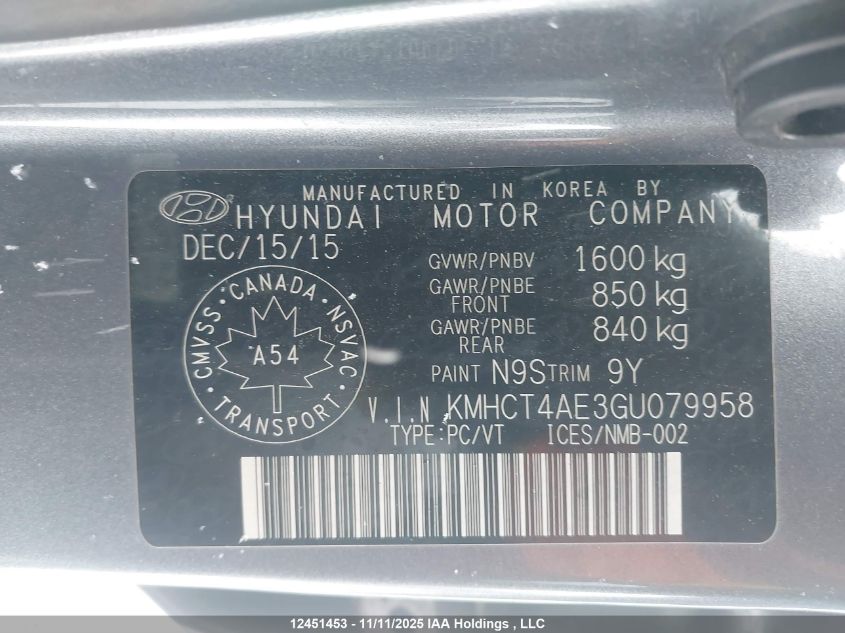 MANUFACTURED IN KOREA BY
HYUNDAI MOTOR COMPANY
DEC/15/15
GVWR/PNBV 1600 kg
GAWR/PNBE FRONT 850 kg
GAWR/PNBE REAR 840 kg
PAINT N9S TRIM 9Y
CMVSS · CANADA · NSVAC
A54
· TRANSPORT ·
V.I.N KMHCT4AE3GU079958
TYPE:PC/VT ICES/NMB-002
12451453 - 11/11/2025 IAA Holdings , LLC